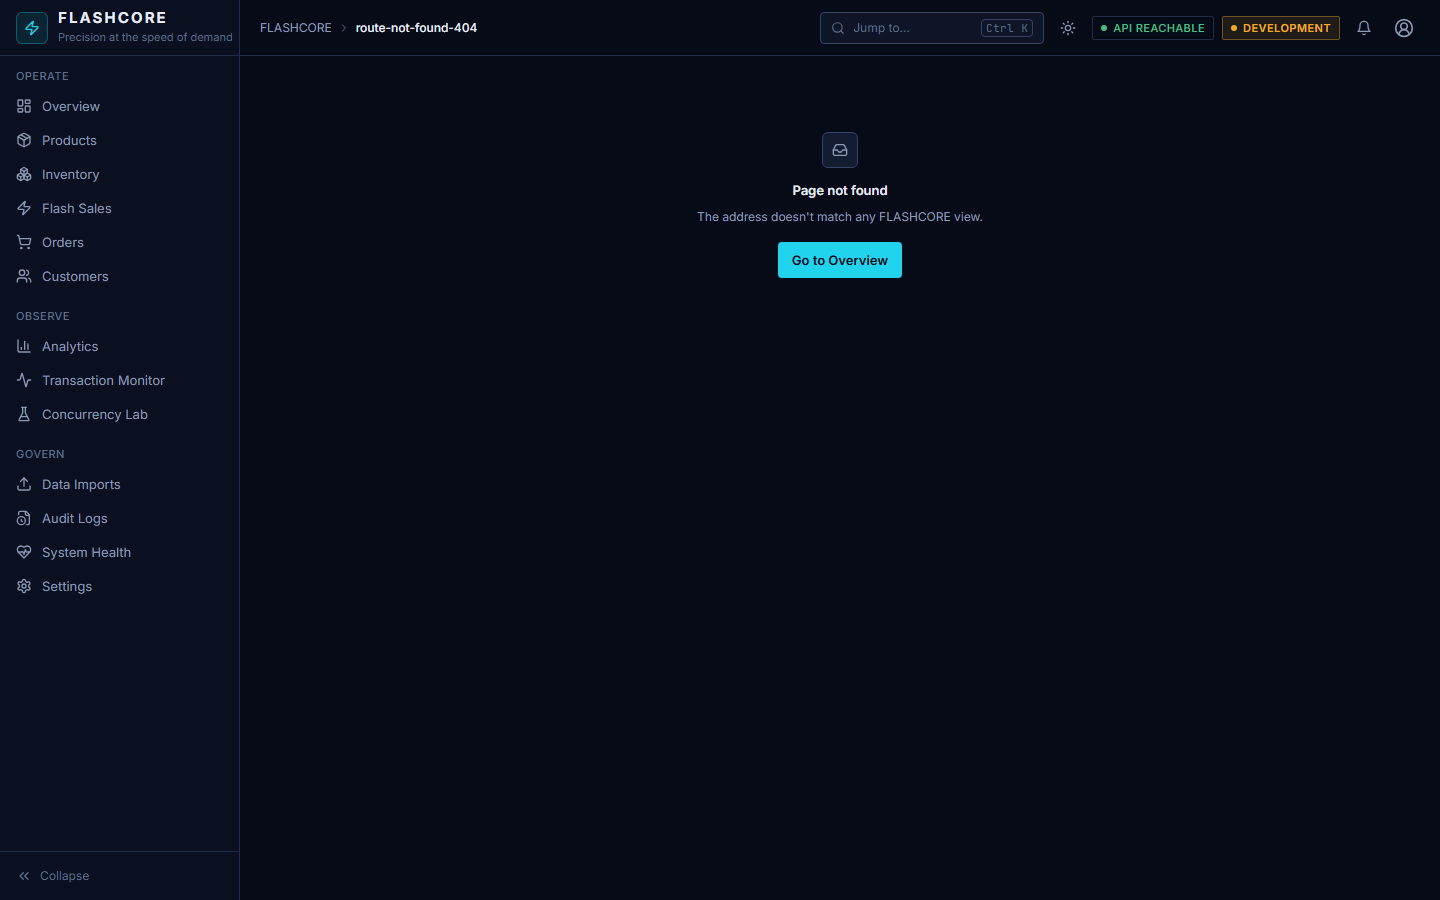 FLASHCORE
Precision at the speed of demand
FLASHCORE > route-not-found-404
Jump to...
Ctrl K
API REACHABLE
DEVELOPMENT
OPERATE
Overview
Products
Inventory
Flash Sales
Orders
Customers
OBSERVE
Analytics
Transaction Monitor
Concurrency Lab
GOVERN
Data Imports
Audit Logs
System Health
Settings
Collapse
Page not found
The address doesn't match any FLASHCORE view.
Go to Overview